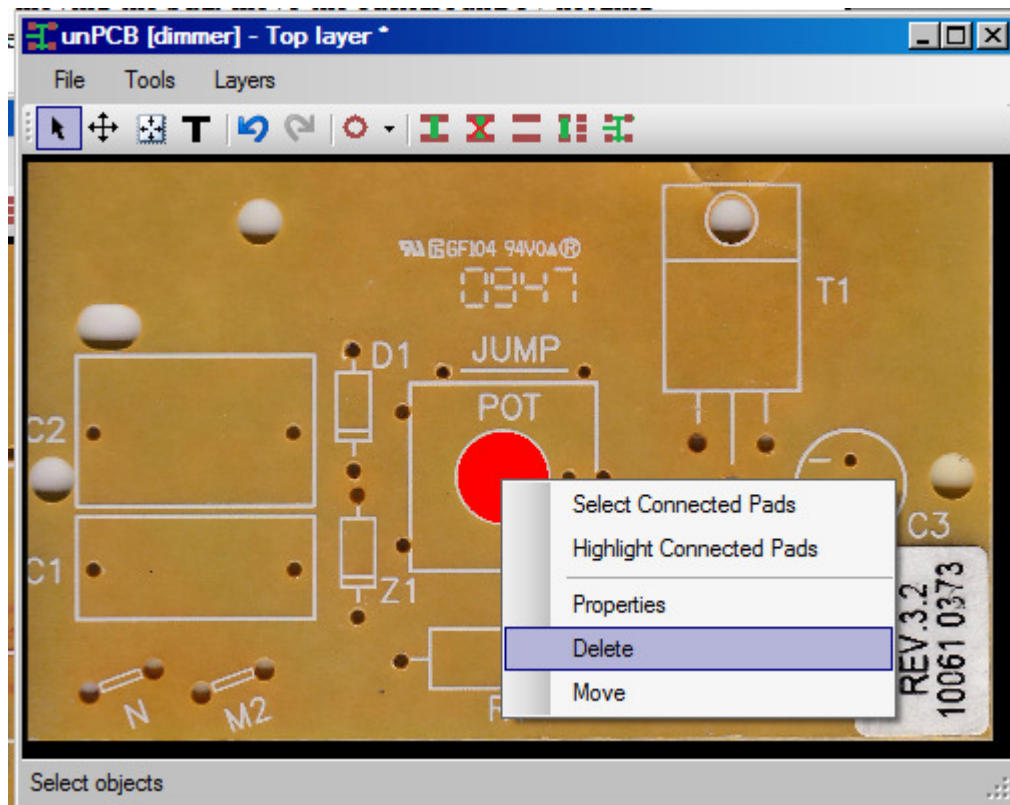 unPCB [dimmer] - Top layer *
File Tools Layers
T
GF104 94V0
0947
T1
D1
JUMP
POT
C2
C3
C1
Z1
N
M2
Select Connected Pads
Highlight Connected Pads
Properties
Delete
Move
REV.3.2
10061 0373
Select objects